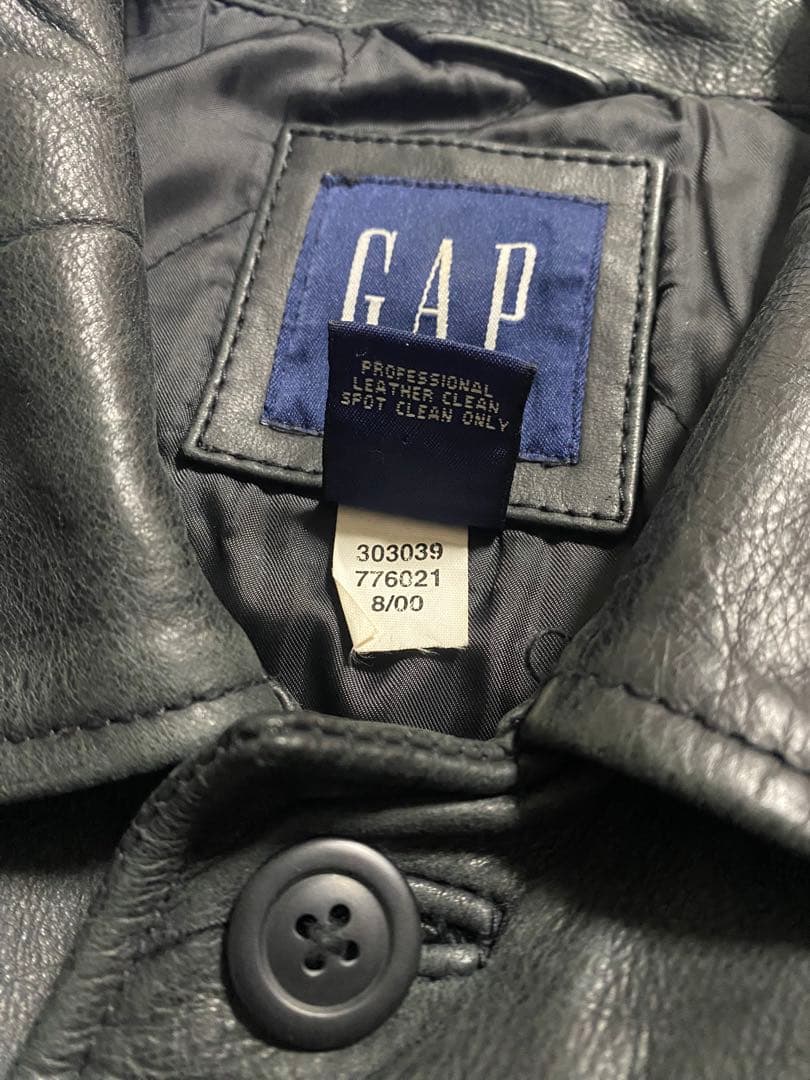 GAP
PROFESSIONAL
LEATHER CLEAN
SPOT CLEAN ONLY
303039
776021
8/00